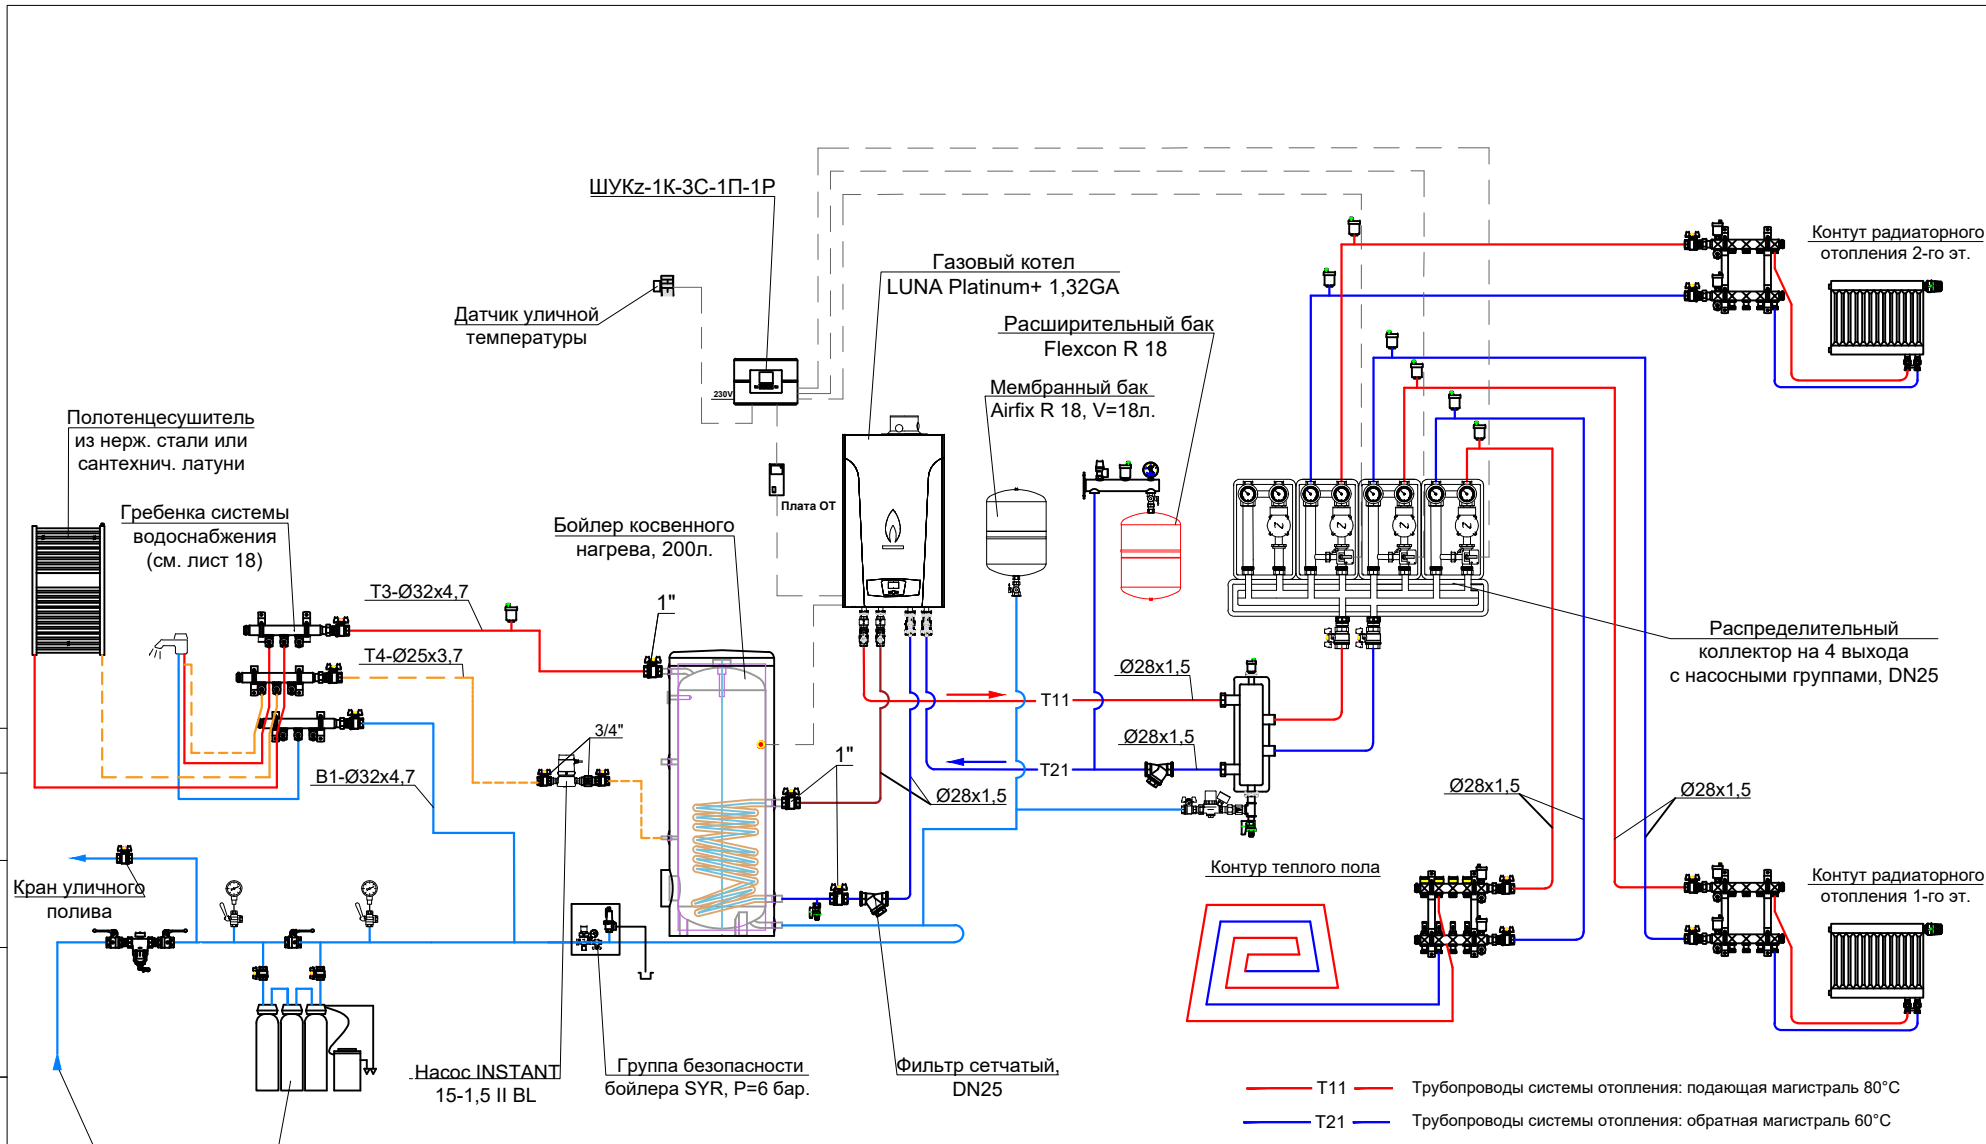 ШУКz-1К-3С-1П-1Р
Газовый котел
LUNA Platinum+ 1,32GA
Контут радиаторного
отопления 2-го эт.
Датчик уличной
температуры
Расширительный бак
Flexcon R 18
Мембранный бак
Airfix R 18, V=18л.
230V
Полотенцесушитель
из нерж. стали или
сантехнич. латуни
Плата ОТ
Гребенка системы
водоснабжения
(см. лист 18)
Бойлер косвенного
нагрева, 200л.
Т3-Ø32х4,7
1"
Т4-Ø25х3,7
Распределительный
коллектор на 4 выхода
с насосными группами, DN25
Ø28х1,5
Т11
3/4"
1"
Ø28х1,5
Т21
В1-Ø32х4,7
Ø28х1,5
Ø28х1,5
Ø28х1,5
Кран уличного
полива
Контур теплого пола
Контут радиаторного
отопления 1-го эт.
Насос INSTANT
15-1,5 II BL
Группа безопасности
бойлера SYR, Р=6 бар.
Фильтр сетчатый,
DN25
Т11 Трубопроводы системы отопления: подающая магистраль 80°С
Т21 Трубопроводы системы отопления: обратная магистраль 60°С